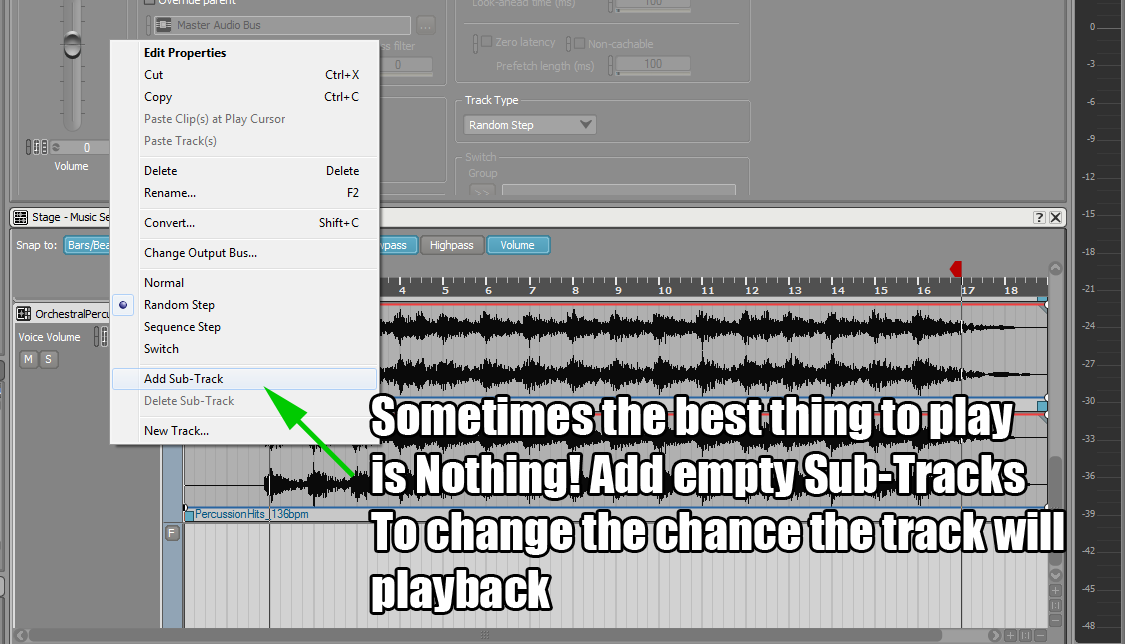 Override parent
Master Audio Bus
...
Look-ahead time (ms)
100
Zero latency
Non-cachable
Prefetch length (ms)
100
ss filter
0
Track Type
Random Step
Switch
Group
>>
0
Volume
Edit Properties
Cut Ctrl+X
Copy Ctrl+C
Paste Clip(s) at Play Cursor
Paste Track(s)
Delete Delete
Rename... F2
Convert... Shift+C
Change Output Bus...
Normal
Random Step
Sequence Step
Switch
Add Sub-Track
Delete Sub-Track
New Track...
Stage - Music Se
Snap to: Bars/Bea
wpass Highpass Volume
4 5 6 7 8 9 10 11 12 13 14 15 16 17 18
OrchestralPercu
Voice Volume
M S
PercussionHits_136bpm
F
Sometimes the best thing to play
is Nothing! Add empty Sub-Tracks
To change the chance the track will
playback
0
-3
-6
-9
-12
-15
-18
-21
-24
-27
-30
-33
-36
-39
-42
-45
-48